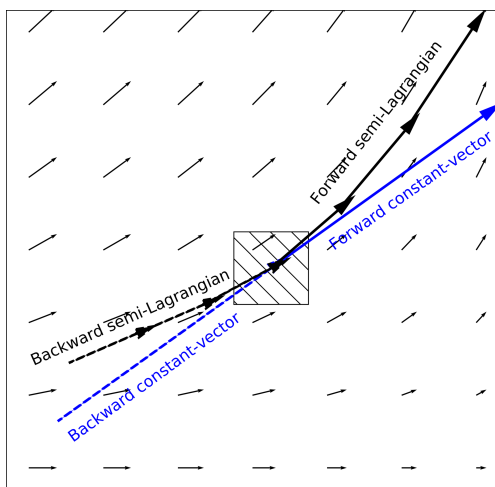 Forward semi-Lagrangian
Forward constant-vector
Backward semi-Lagrangian
Backward constant-vector